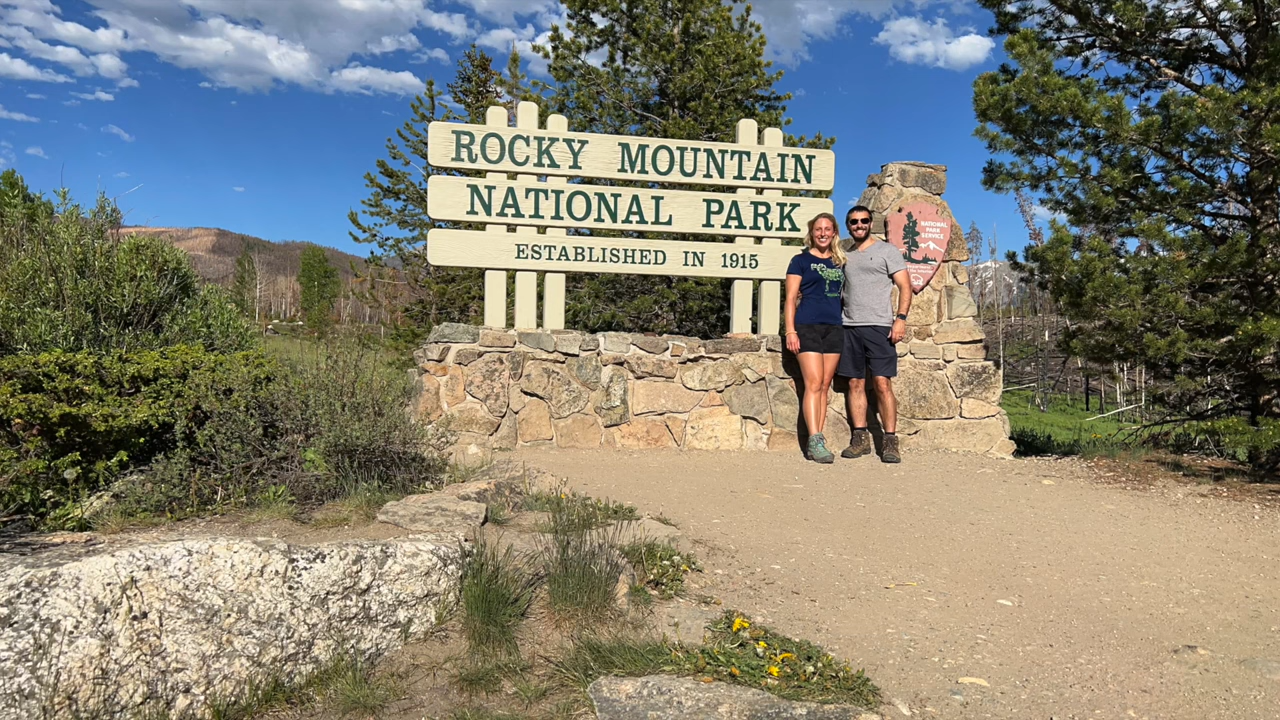 ROCKY MOUNTAIN
NATIONAL PARK
ESTABLISHED IN 1915
NATIONAL
PARK
SERVICE